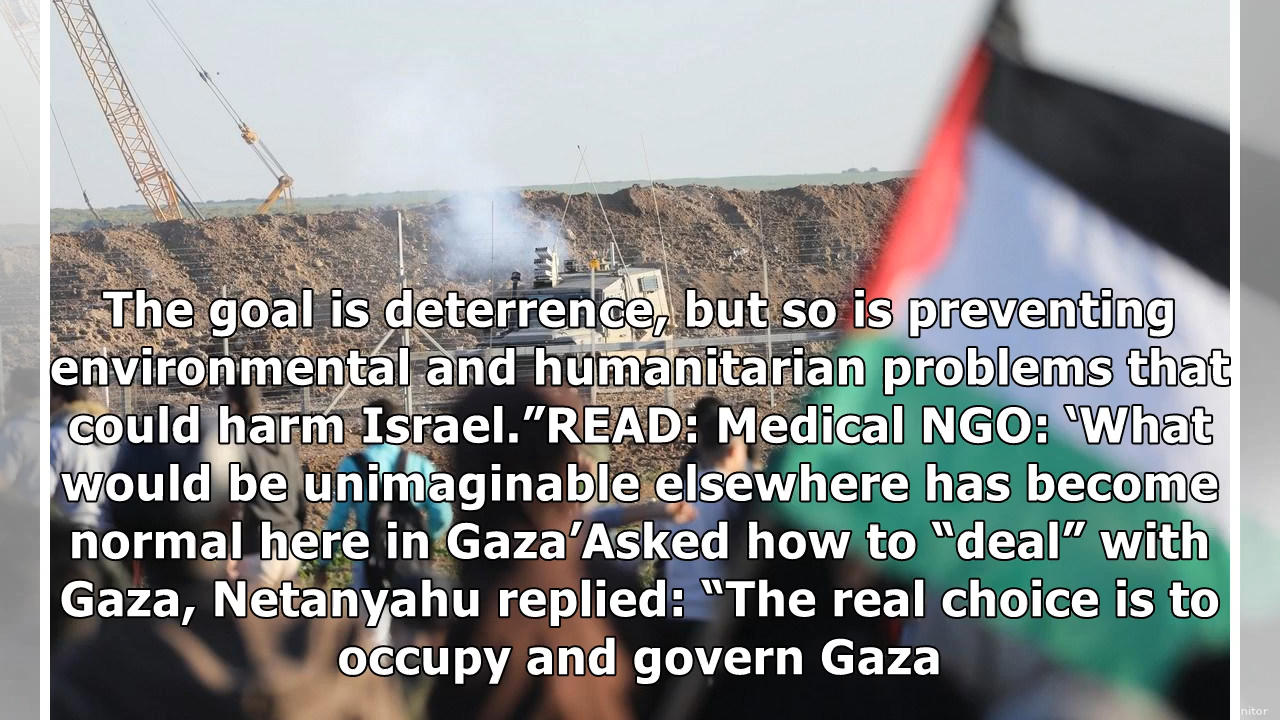 The goal is deterrence, but so is preventing
environmental and humanitarian problems that
could harm Israel.”READ: Medical NGO: ‘What
would be unimaginable elsewhere has become
normal here in Gaza’Asked how to “deal” with
Gaza, Netanyahu replied: “The real choice is to
occupy and govern Gaza
nitor